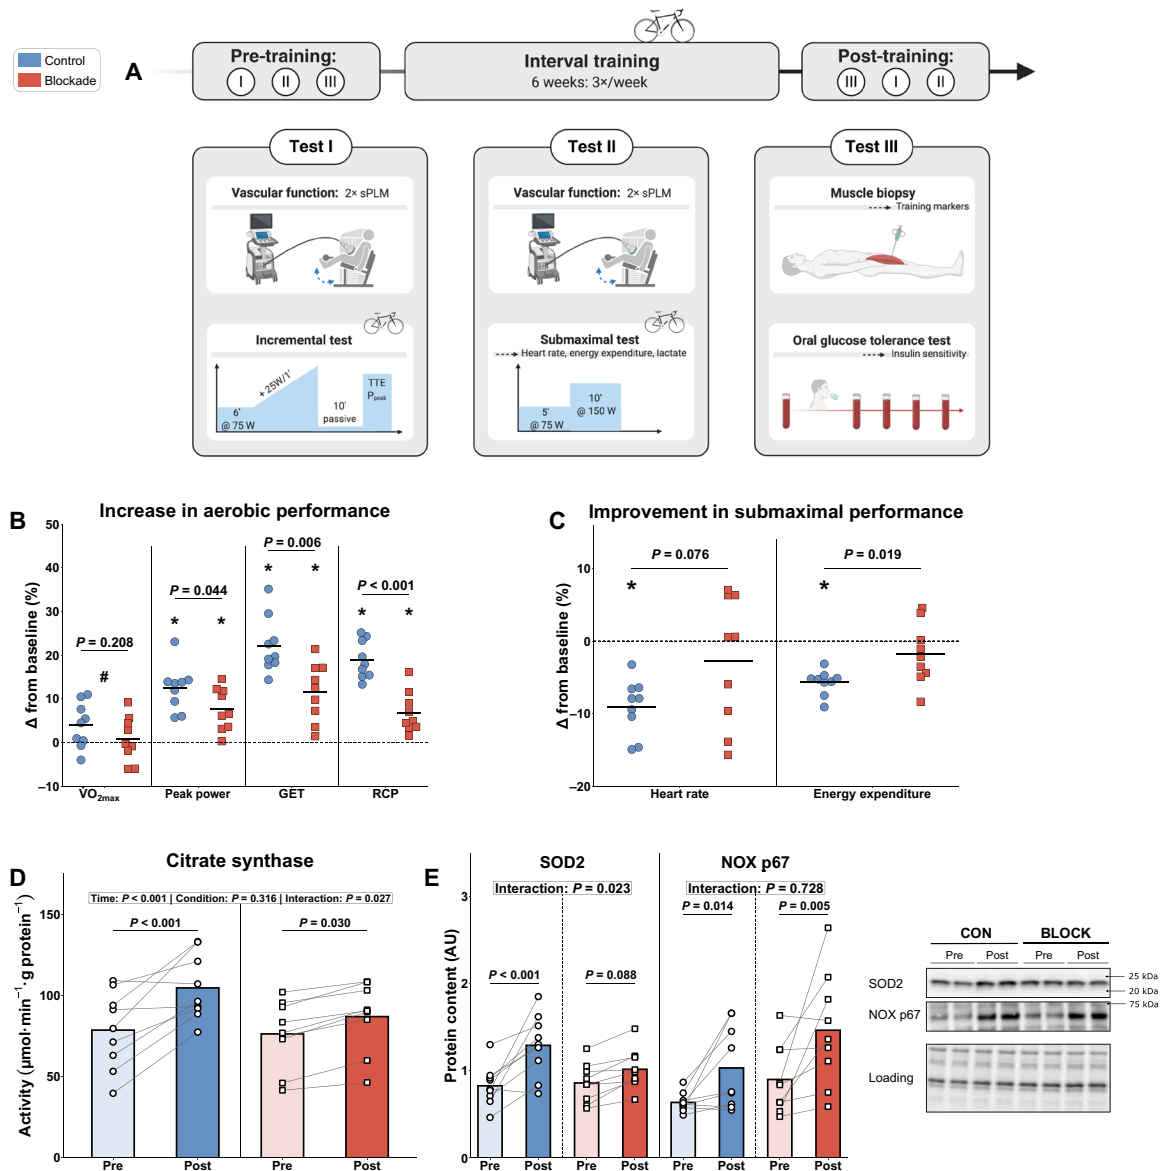 Control
Blockade
A
Pre-training:
I II III
Interval training
6 weeks: 3×/week
Post-training:
III I II
Test I
Vascular function: 2× sPLM
Incremental test
+ 25W/1'
6'
@ 75 W
10'
passive
TTE
Ppeak
Test II
Vascular function: 2× sPLM
Submaximal test
Heart rate, energy expenditure, lactate
5'
@ 75 W
10'
@ 150 W
Test III
Muscle biopsy
Training markers
Oral glucose tolerance test
Insulin sensitivity
B
Increase in aerobic performance
Δ from baseline (%)
50
40
30
20
10
0
−10
P = 0.208
#
P = 0.044
* *
P = 0.006
* *
P < 0.001
* *
V̇O2max
Peak power
GET
RCP
C
Improvement in submaximal performance
Δ from baseline (%)
10
0
−10
−20
P = 0.076
*
P = 0.019
*
Heart rate
Energy expenditure
D
Citrate synthase
Time: P < 0.001 | Condition: P = 0.316 | Interaction: P = 0.027
Activity (μmol·min−1·g protein−1)
150
100
50
0
P < 0.001
P = 0.030
Pre
Post
Pre
Post
E
SOD2
NOX p67
Interaction: P = 0.023
Interaction: P = 0.728
Protein content (AU)
3
2
1
0
P < 0.001
P = 0.088
P = 0.014
P = 0.005
Pre
Post
Pre
Post
Pre
Post
Pre
Post
CON
BLOCK
Pre
Post
Pre
Post
SOD2
25 kDa
20 kDa
NOX p67
75 kDa
Loading